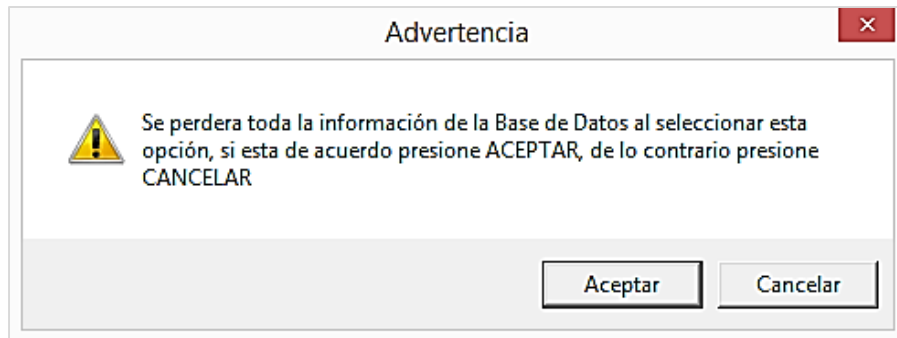 Advertencia
Se perdera toda la información de la Base de Datos al seleccionar esta
opción, si esta de acuerdo presione ACEPTAR, de lo contrario presione
CANCELAR
Aceptar Cancelar